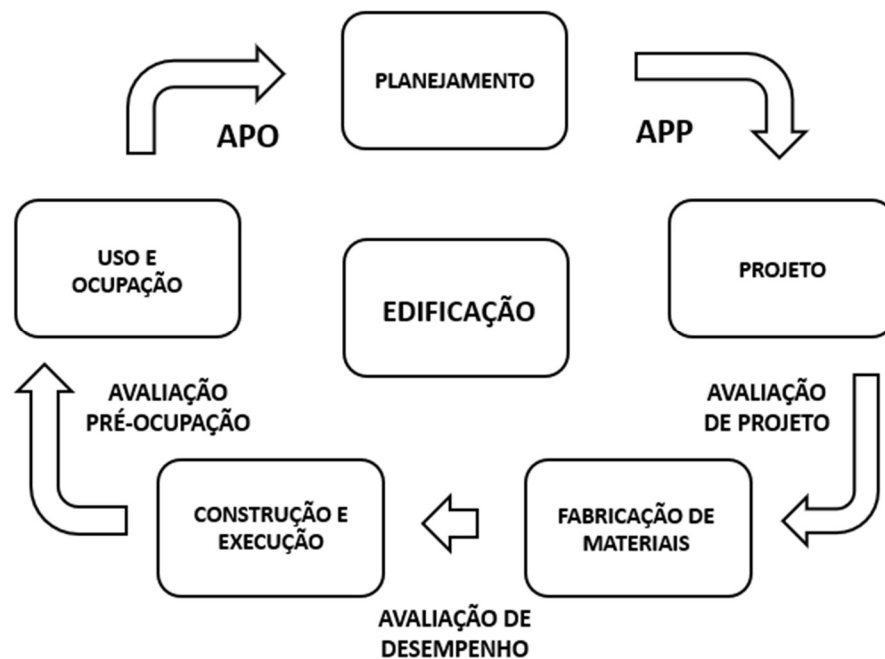 PLANEJAMENTO
APO
APP
USO E
OCUPAÇÃO
EDIFICAÇÃO
PROJETO
AVALIAÇÃO
PRÉ-OCUPAÇÃO
AVALIAÇÃO
DE PROJETO
CONSTRUÇÃO E
EXECUÇÃO
FABRICAÇÃO DE
MATERIAIS
AVALIAÇÃO DE
DESEMPENHO